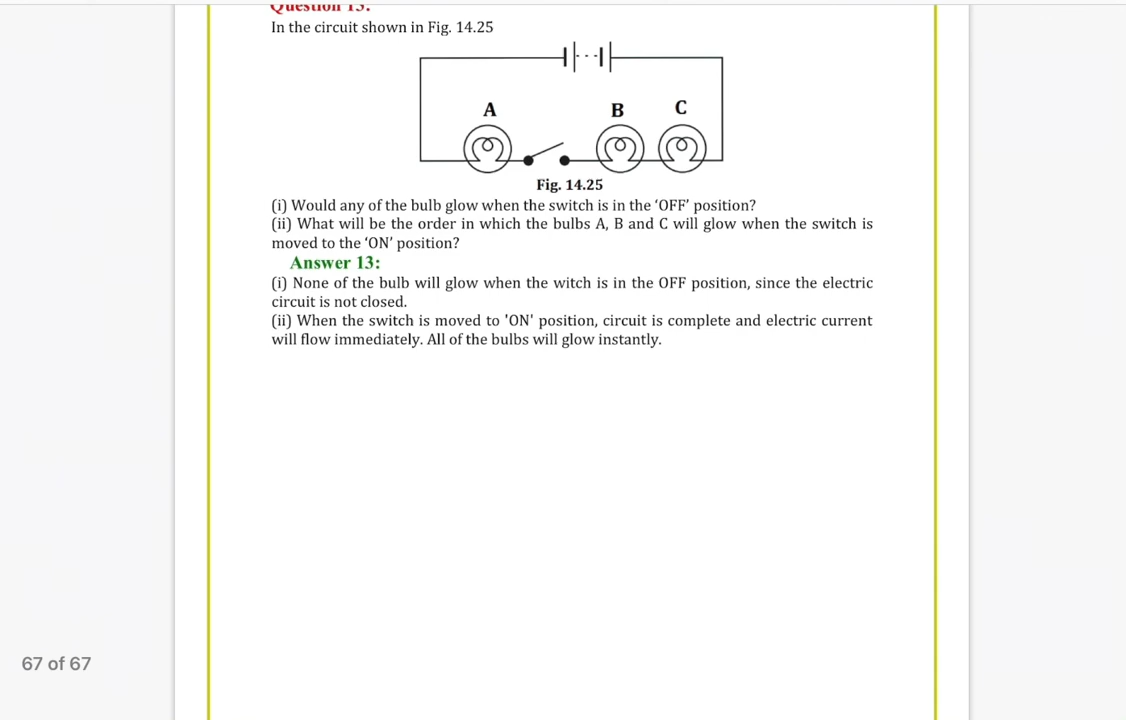 Question 13:
In the circuit shown in Fig. 14.25
A B C
Fig. 14.25
(i) Would any of the bulb glow when the switch is in the ‘OFF’ position?
(ii) What will be the order in which the bulbs A, B and C will glow when the switch is
moved to the ‘ON’ position?
Answer 13:
(i) None of the bulb will glow when the witch is in the OFF position, since the electric
circuit is not closed.
(ii) When the switch is moved to 'ON' position, circuit is complete and electric current
will flow immediately. All of the bulbs will glow instantly.
67 of 67